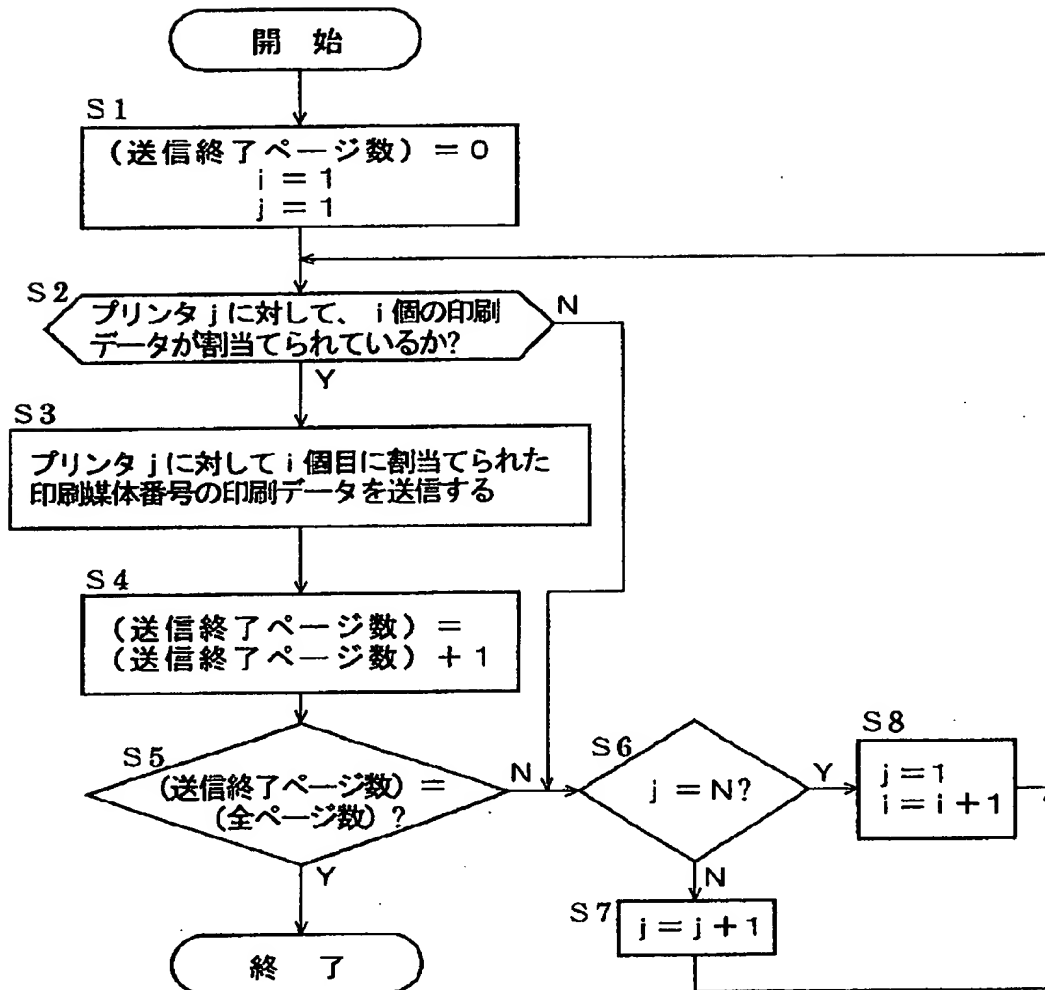 開 始
S1
(送信終了ページ数)=0
i=1
j=1
S2
プリンタjに対して、i個の印刷
データが割当てられているか?
N
Y
S3
プリンタjに対してi個目に割当てられた
印刷媒体番号の印刷データを送信する
S4
(送信終了ページ数)=
(送信終了ページ数)+1
S5
(送信終了ページ数)=
(全ページ数)?
N
Y
S6
j=N?
Y
N
S8
j=1
i=i+1
S7
j=j+1
終 了